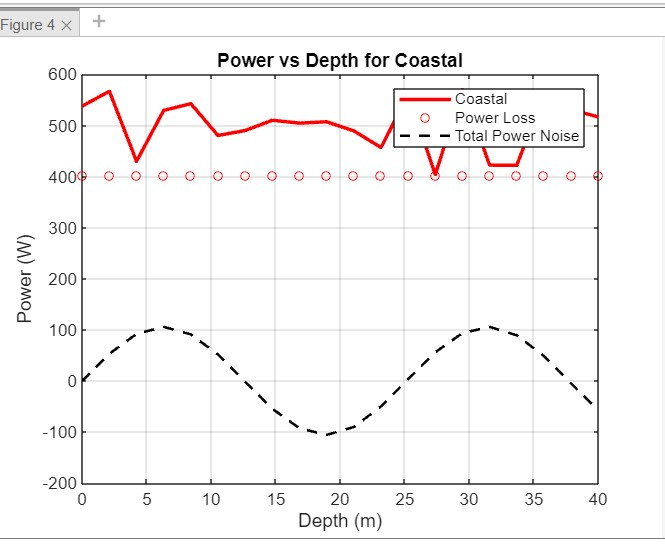 Figure 4
Power vs Depth for Coastal
600
500
400
300
200
100
0
-100
-200
Power (W)
Coastal
Power Loss
Total Power Noise
0 5 10 15 20 25 30 35 40
Depth (m)